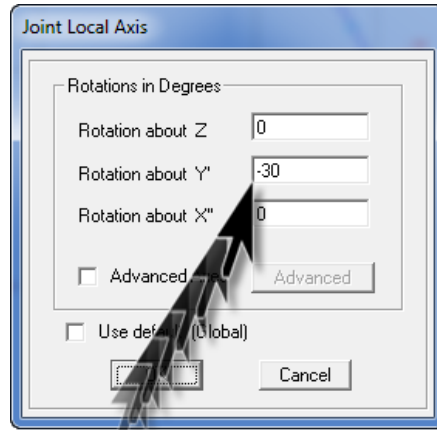 Joint Local Axis
Rotations in Degrees
Rotation about Z 0
Rotation about Y' -30
Rotation about X" 0
Advanced Advanced
Use (Global)
Cancel